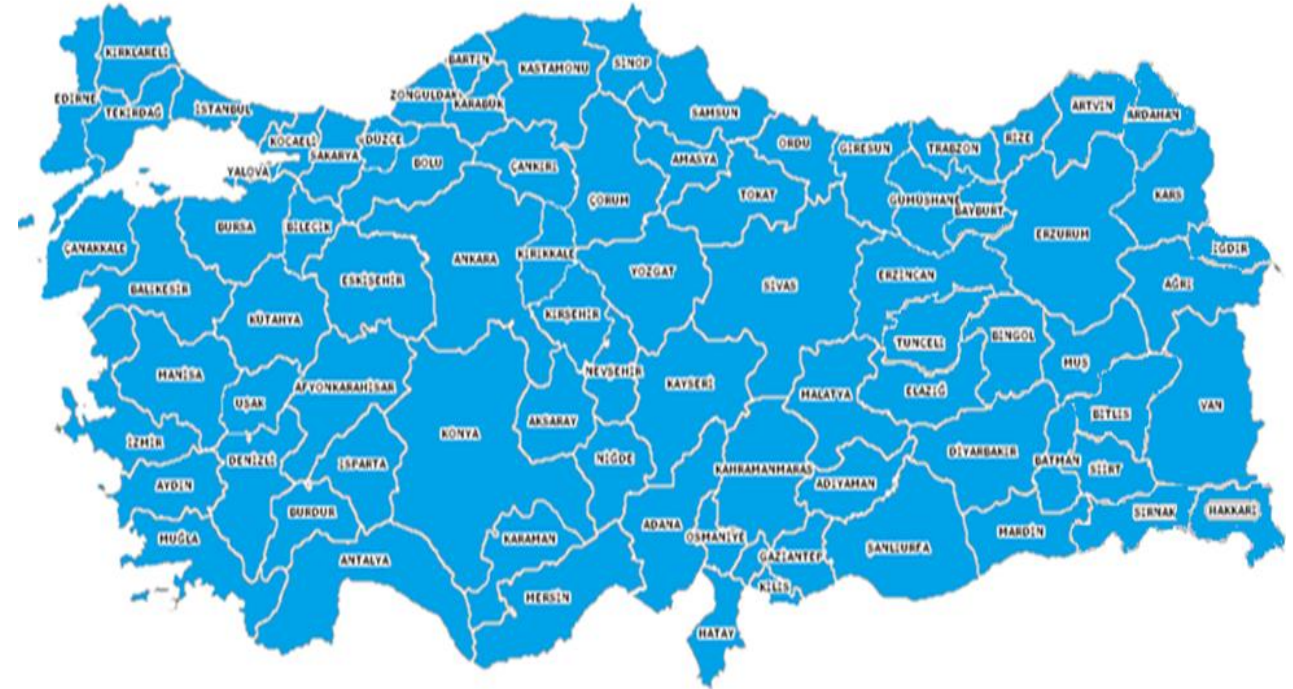 KIRKLARELİ
EDİRNE
TEKİRDAĞ
İSTANBUL
KOCAELİ
YALOVA
SAKARYA
DÜZCE
BOLU
ZONGULDAK
BARTIN
KARABÜK
KASTAMONU
SİNOP
ÇANKIRI
SAMSUN
AMASYA
ÇORUM
TOKAT
ORDU
GİRESUN
TRABZON
RİZE
ARTVİN
ARDAHAN
GÜMÜŞHANE
BAYBURT
KARS
ERZURUM
IĞDIR
AĞRI
ÇANAKKALE
BURSA
BİLECİK
BALIKESİR
KÜTAHYA
ESKİŞEHİR
ANKARA
KIRIKKALE
YOZGAT
SİVAS
ERZİNCAN
KIRŞEHİR
TUNCELİ
BİNGÖL
MUŞ
MANİSA
UŞAK
AFYONKARAHİSAR
NEVŞEHİR
KAYSERİ
MALATYA
ELAZIĞ
BİTLİS
VAN
İZMİR
DENİZLİ
ISPARTA
KONYA
AKSARAY
NİĞDE
KAHRAMANMARAŞ
ADIYAMAN
DİYARBAKIR
BATMAN
SİİRT
AYDIN
BURDUR
MUĞLA
ANTALYA
KARAMAN
MERSİN
ADANA
OSMANİYE
GAZİANTEP
KİLİS
HATAY
ŞANLIURFA
MARDİN
ŞIRNAK
HAKKARİ